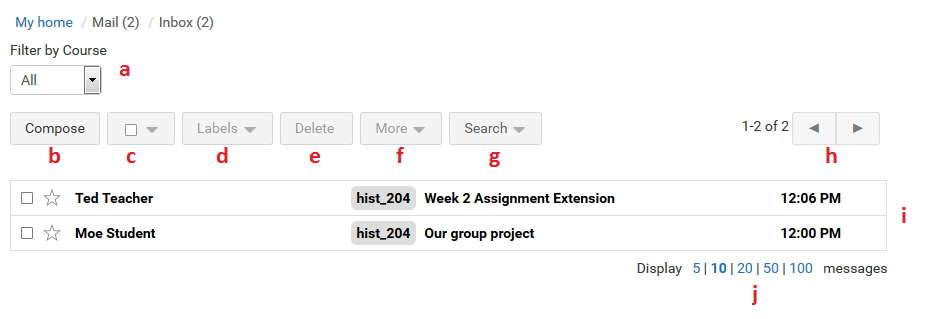 My home / Mail (2) / Inbox (2)
Filter by Course
All a
Compose Labels Delete More Search 1-2 of 2
b c d e f g h
Ted Teacher hist_204 Week 2 Assignment Extension 12:06 PM
i
Moe Student hist_204 Our group project 12:00 PM
Display 5 | 10 | 20 | 50 | 100 messages
j